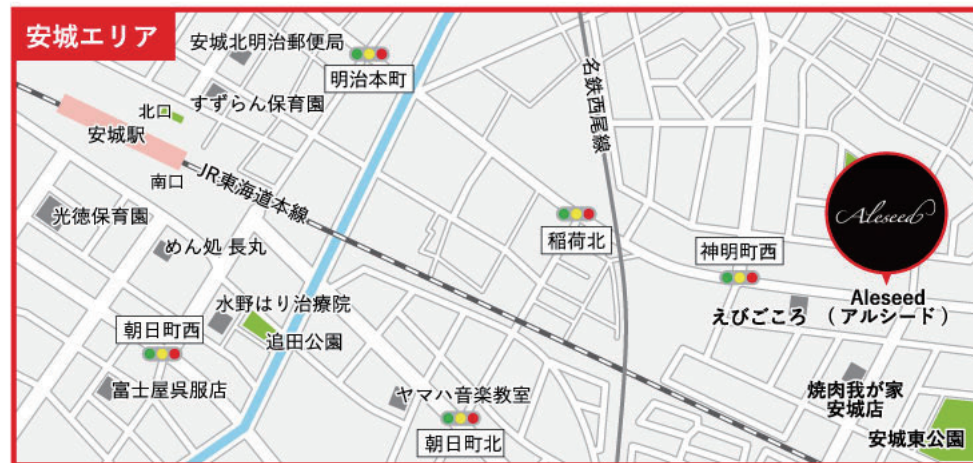 安城エリア
安城北明治郵便局
明治本町
すずらん保育園
北口
安城駅
南口
JR東海道本線
名鉄西尾線
光徳保育園
めん処 長丸
稲荷北
神明町西
Aleseed
Aleseed
(アルシード)
えびごころ
水野はり治療院
朝日町西
追田公園
富士屋呉服店
ヤマハ音楽教室
朝日町北
焼肉我が家
安城店
安城東公園